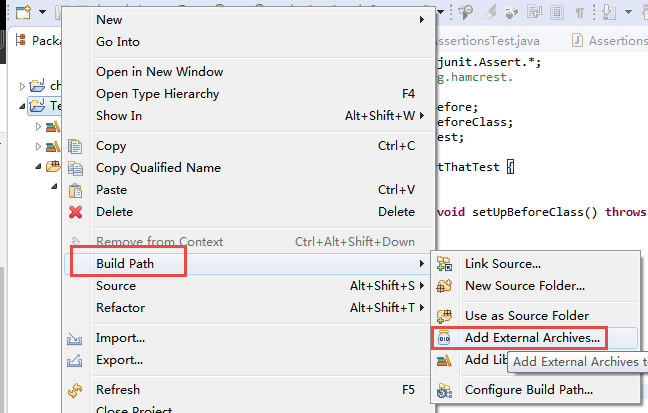 Packa
AssertionsTest.java
Assertions
New
Go Into
Open in New Window
Open Type Hierarchy F4
Show In Alt+Shift+W
Copy Ctrl+C
Copy Qualified Name
Paste Ctrl+V
Delete Delete
Remove from Context Ctrl+Alt+Shift+Down
Build Path
Source Alt+Shift+S
Refactor Alt+Shift+T
Import...
Export...
Refresh F5
Close Project
ch
Te
junit.Assert.*;
g.hamcrest.
efore;
eforeClass;
est;
tThatTest {
void setUpBeforeClass() throws
Link Source...
New Source Folder...
Use as Source Folder
Add External Archives...
Add Lib
Add External Archives to
Configure Build Path...